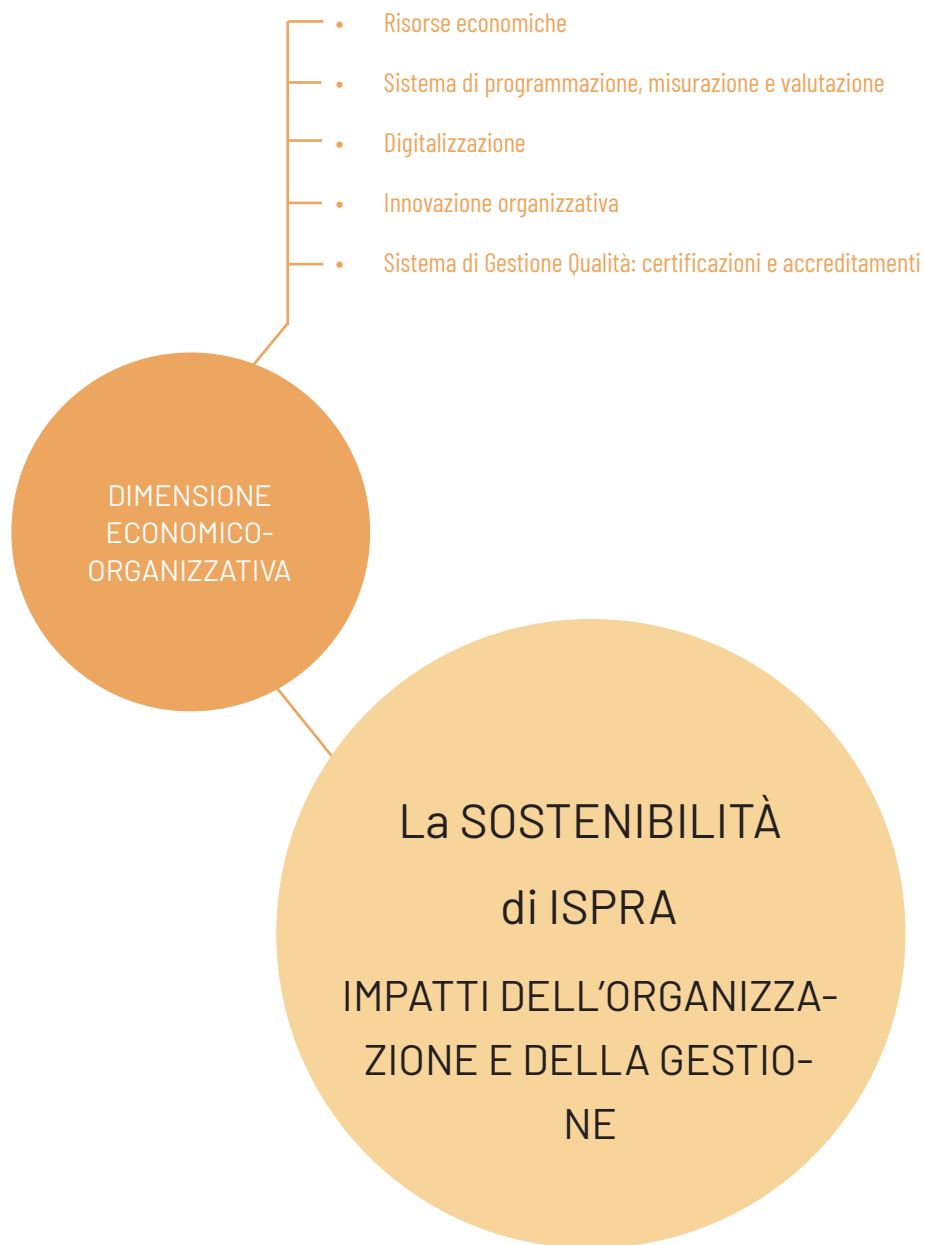 • Risorse economiche
• Sistema di programmazione, misurazione e valutazione
• Digitalizzazione
• Innovazione organizzativa
• Sistema di Gestione Qualità: certificazioni e accreditamenti
DIMENSIONE
ECONOMICO-
ORGANIZZATIVA
La SOSTENIBILITÀ
di ISPRA
IMPATTI DELL’ORGANIZZA-
ZIONE E DELLA GESTIO-
NE